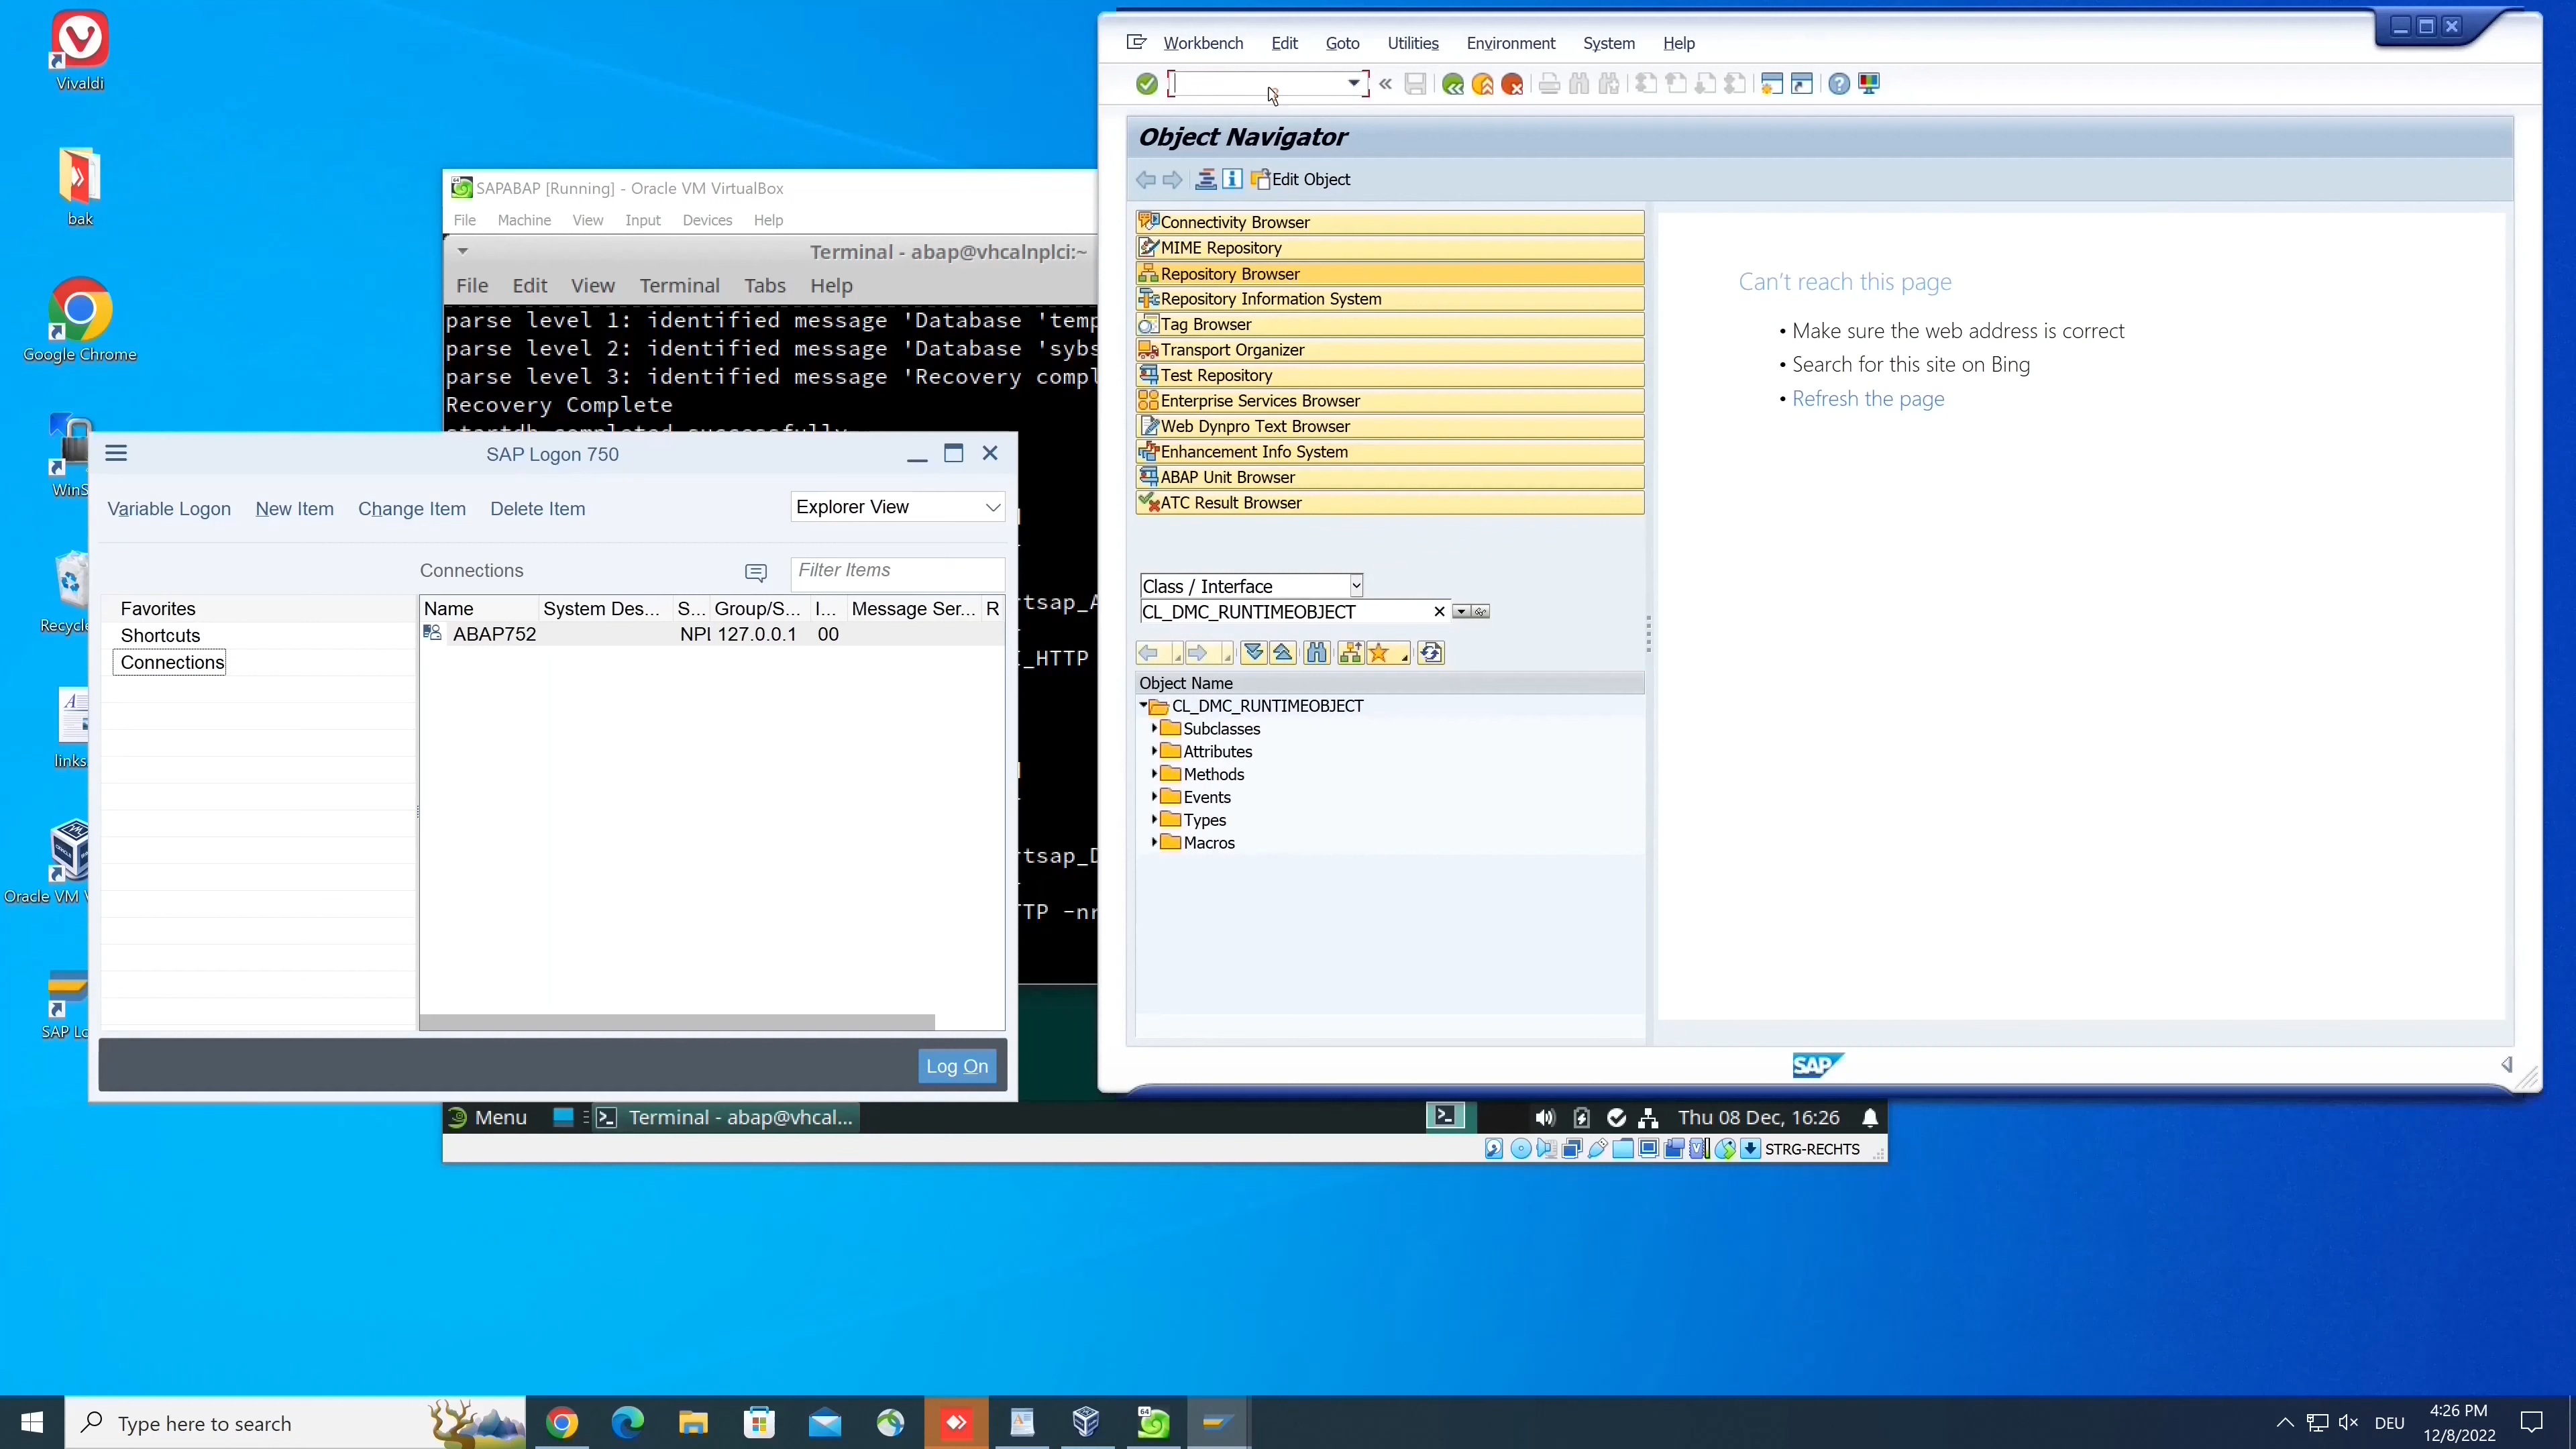 Vivaldi
bak
Google Chrome
WinS
Recycle
links
Oracle VM V
SAP Lo
SAPABAP [Running] - Oracle VM VirtualBox
File Machine View Input Devices Help
Terminal - abap@vhcalnplci:~
File Edit View Terminal Tabs Help
parse level 1: identified message 'Database 'temp
parse level 2: identified message 'Database 'sybs
parse level 3: identified message 'Recovery compl
Recovery Complete
startdb completed successfully
rtsap_A
I_HTTP
rtsap_D
TP -nr
SAP Logon 750
Variable Logon New Item Change Item Delete Item
Explorer View
Connections
Filter Items
Favorites
Shortcuts
Connections
Name System Des... S... Group/S... I... Message Ser... R
ABAP752 NPL 127.0.0.1 00
Log On
Workbench Edit Goto Utilities Environment System Help
Object Navigator
Edit Object
Connectivity Browser
MIME Repository
Repository Browser
Repository Information System
Tag Browser
Transport Organizer
Test Repository
Enterprise Services Browser
Web Dynpro Text Browser
Enhancement Info System
ABAP Unit Browser
ATC Result Browser
Class / Interface
CL_DMC_RUNTIMEOBJECT
Object Name
CL_DMC_RUNTIMEOBJECT
Subclasses
Attributes
Methods
Events
Types
Macros
Can't reach this page
• Make sure the web address is correct
• Search for this site on Bing
• Refresh the page
SAP
Menu
Terminal - abap@vhcal...
Thu 08 Dec, 16:26
STRG-RECHTS
Type here to search
64
DEU
4:26 PM
12/8/2022